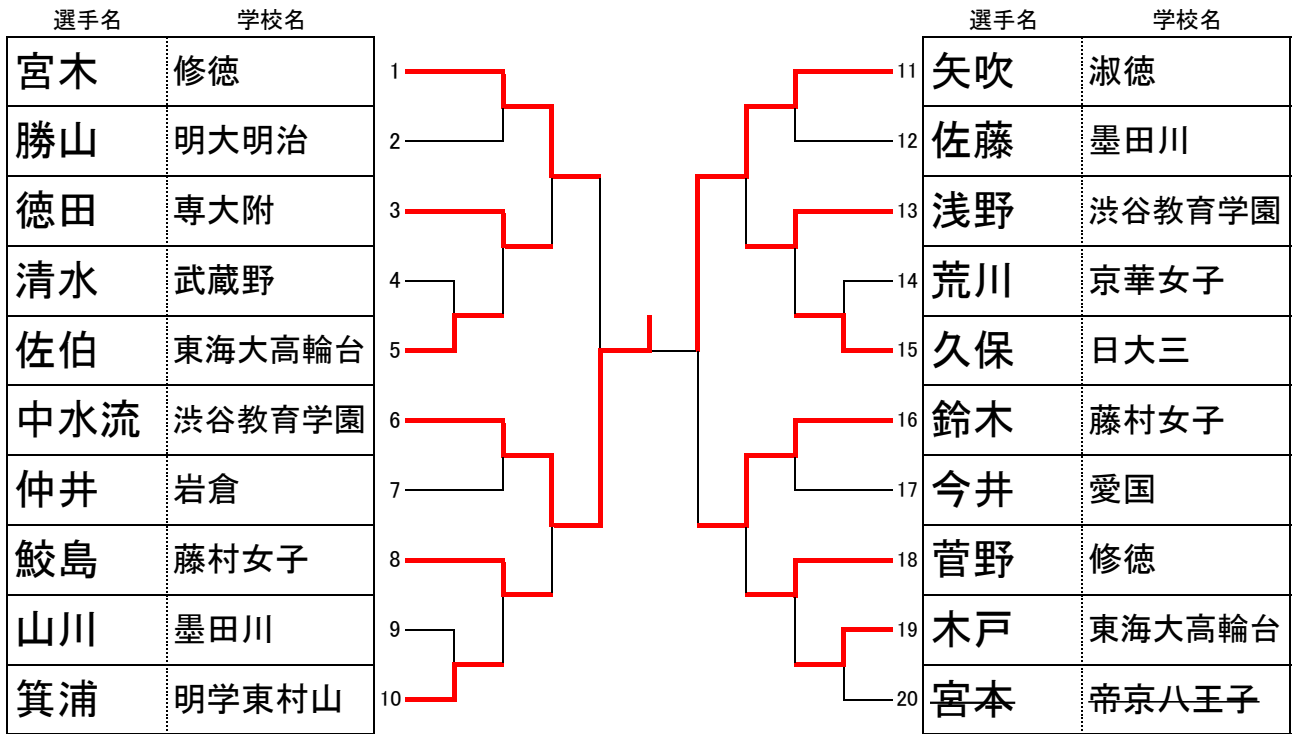 選手名 学校名 選手名 学校名
宮木 修徳 1 11 矢吹 淑徳
勝山 明大明治 2 12 佐藤 墨田川
徳田 専大附 3 13 浅野 渋谷教育学園
清水 武蔵野 4 14 荒川 京華女子
佐伯 東海大高輪台 5 15 久保 日大三
中水流 渋谷教育学園 6 16 鈴木 藤村女子
仲井 岩倉 7 17 今井 愛国
鮫島 藤村女子 8 18 菅野 修徳
山川 墨田川 9 19 木戸 東海大高輪台
箕浦 明学東村山 10 20 宮本 帝京八王子